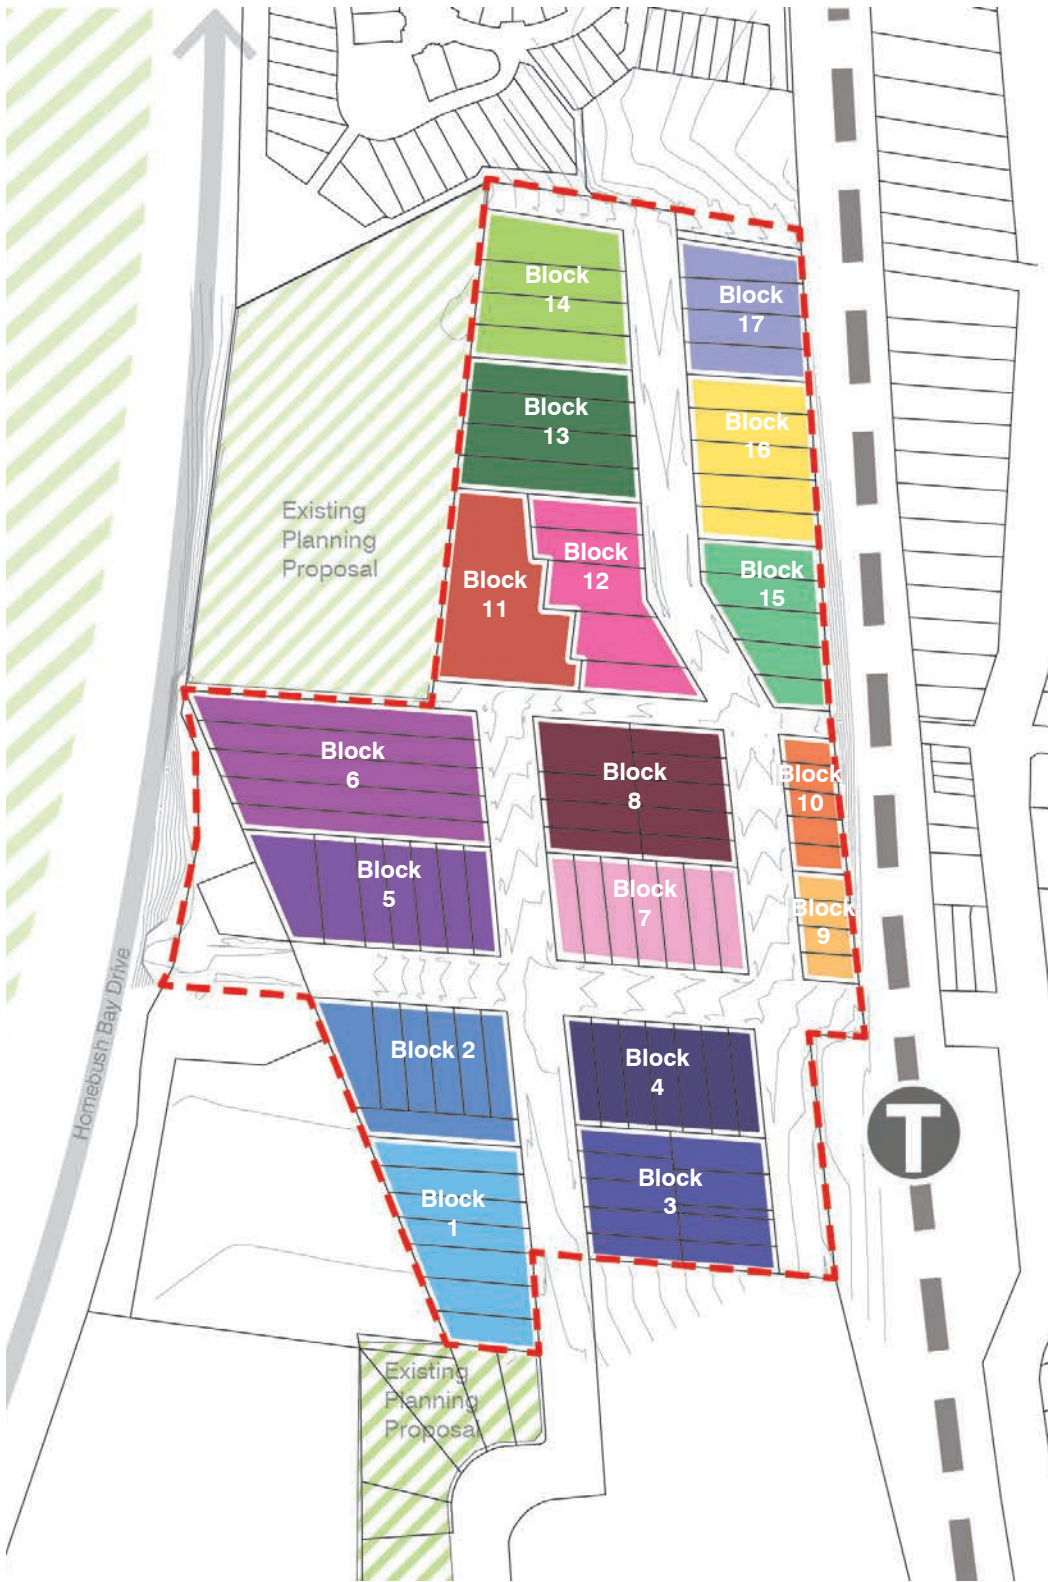 Block
14
Block
17
Block
13
Block
16
Existing
Planning
Proposal
Block
12
Block
11
Block
15
Block
6
Block
8
Block
10
Block
5
Block
7
Block
9
Homebush Bay Drive
Block 2
Block
4
T
Block
3
Block
1
Existing
Planning
Proposal